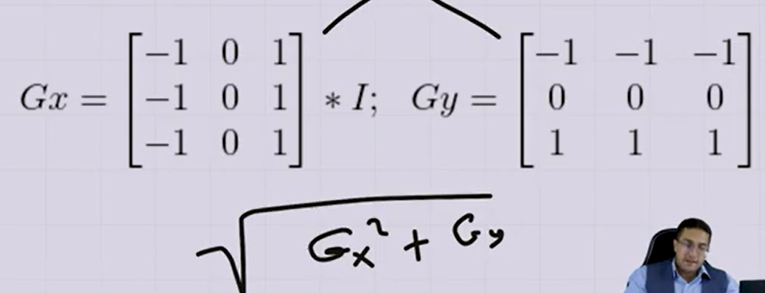 Gx = [−1 0 1; −1 0 1; −1 0 1] * I; Gy = [−1 −1 −1; 0 0 0; 1 1 1]
√(Gx² + Gy